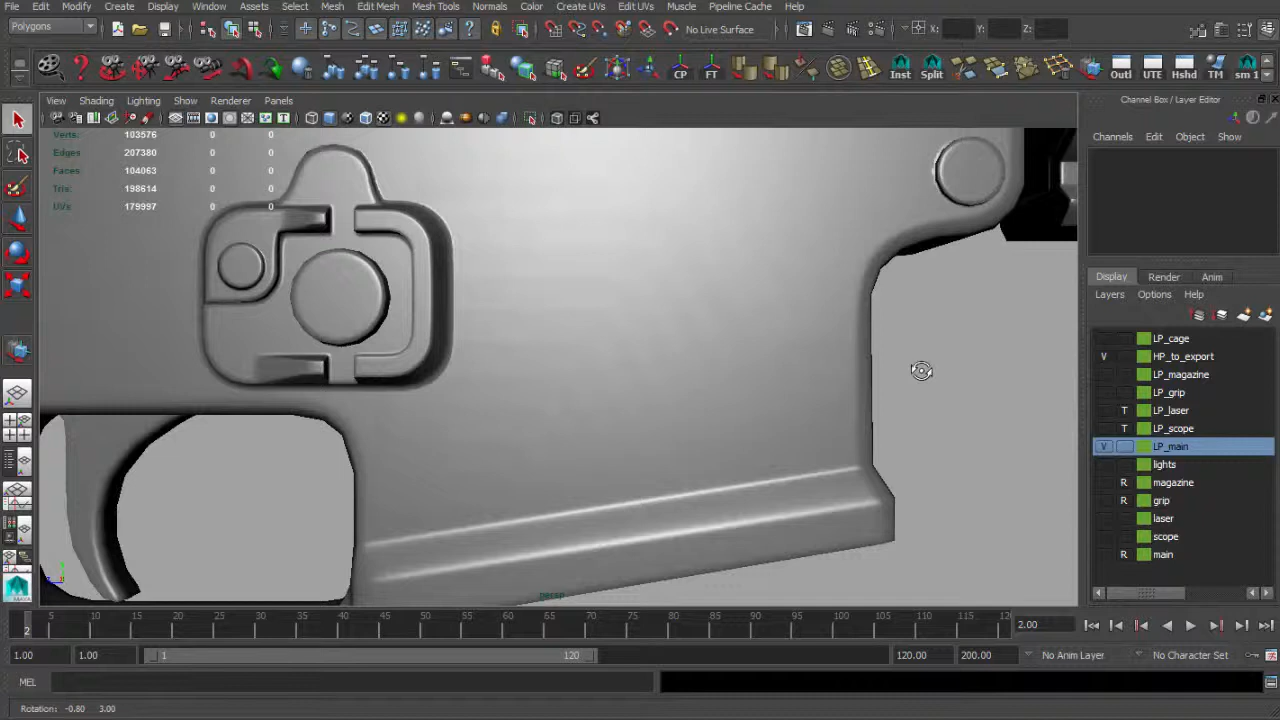 File Edit Modify Create Display Window Assets Select Mesh Edit Mesh Mesh Tools Normals Color Create UVs Edit UVs Muscle Pipeline Cache Help
Polygons No Live Surface X: Y: Z:
CP FT Inst Split Outl UTE Hshd TM sm 1
View Shading Lighting Show Renderer Panels
Channel Box / Layer Editor
Channels Edit Object Show
Verts: 103576 0 0
Edges: 207380 0 0
Faces: 104063 0 0
Tris: 198614 0 0
UVs: 179997 0 0
Display Render Anim
Layers Options Help
LP_cage
V HP_to_export
LP_magazine
LP_grip
T LP_laser
T LP_scope
V LP_main
lights
R magazine
R grip
laser
scope
R main
persp
5 10 15 20 25 30 35 40 45 50 55 60 65 70 75 80 85 90 95 100 105 110 115 12
2 2.00
1.00 1.00 1 120 120.00 200.00 No Anim Layer No Character Set
MEL
Rotation: -0.80 3.00